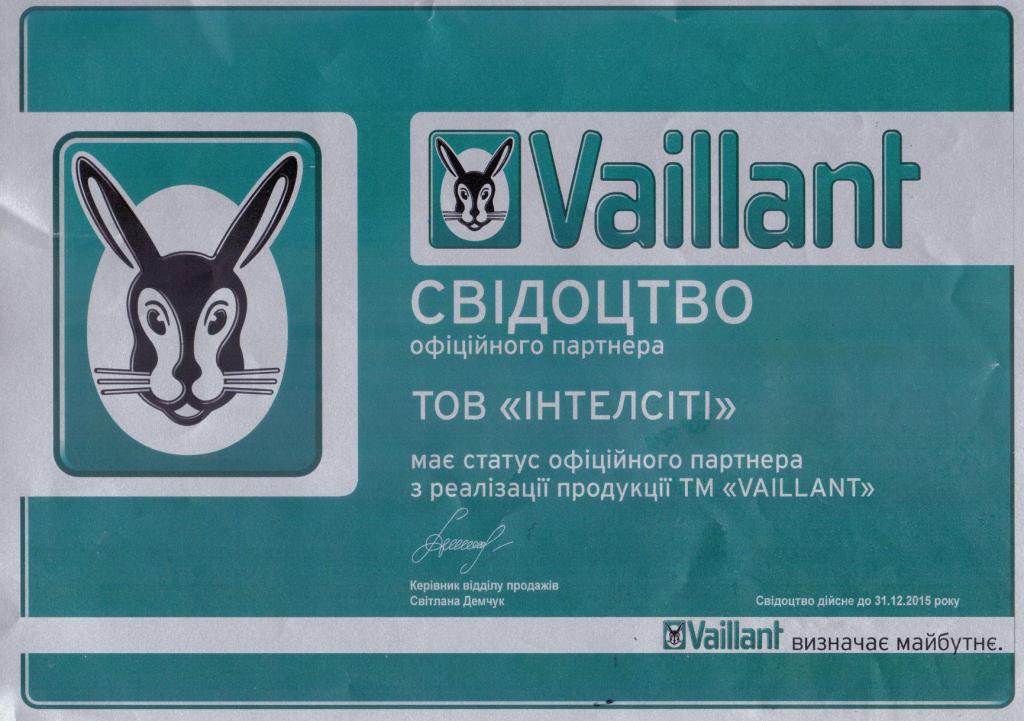 Vaillant
СВІДОЦТВО
офіційного партнера
ТОВ «ІНТЕЛСІТІ»
має статус офіційного партнера
з реалізації продукції ТМ «VAILLANT»
Керівник відділу продажів
Світлана Демчук
Свідоцтво дійсне до 31.12.2015 року
Vaillant визначає майбутнє.